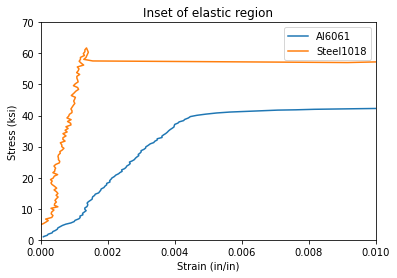 Inset of elastic region
70
60
50
40
30
20
10
0
Stress (ksi)
Al6061
Steel1018
0.000 0.002 0.004 0.006 0.008 0.010
Strain (in/in)